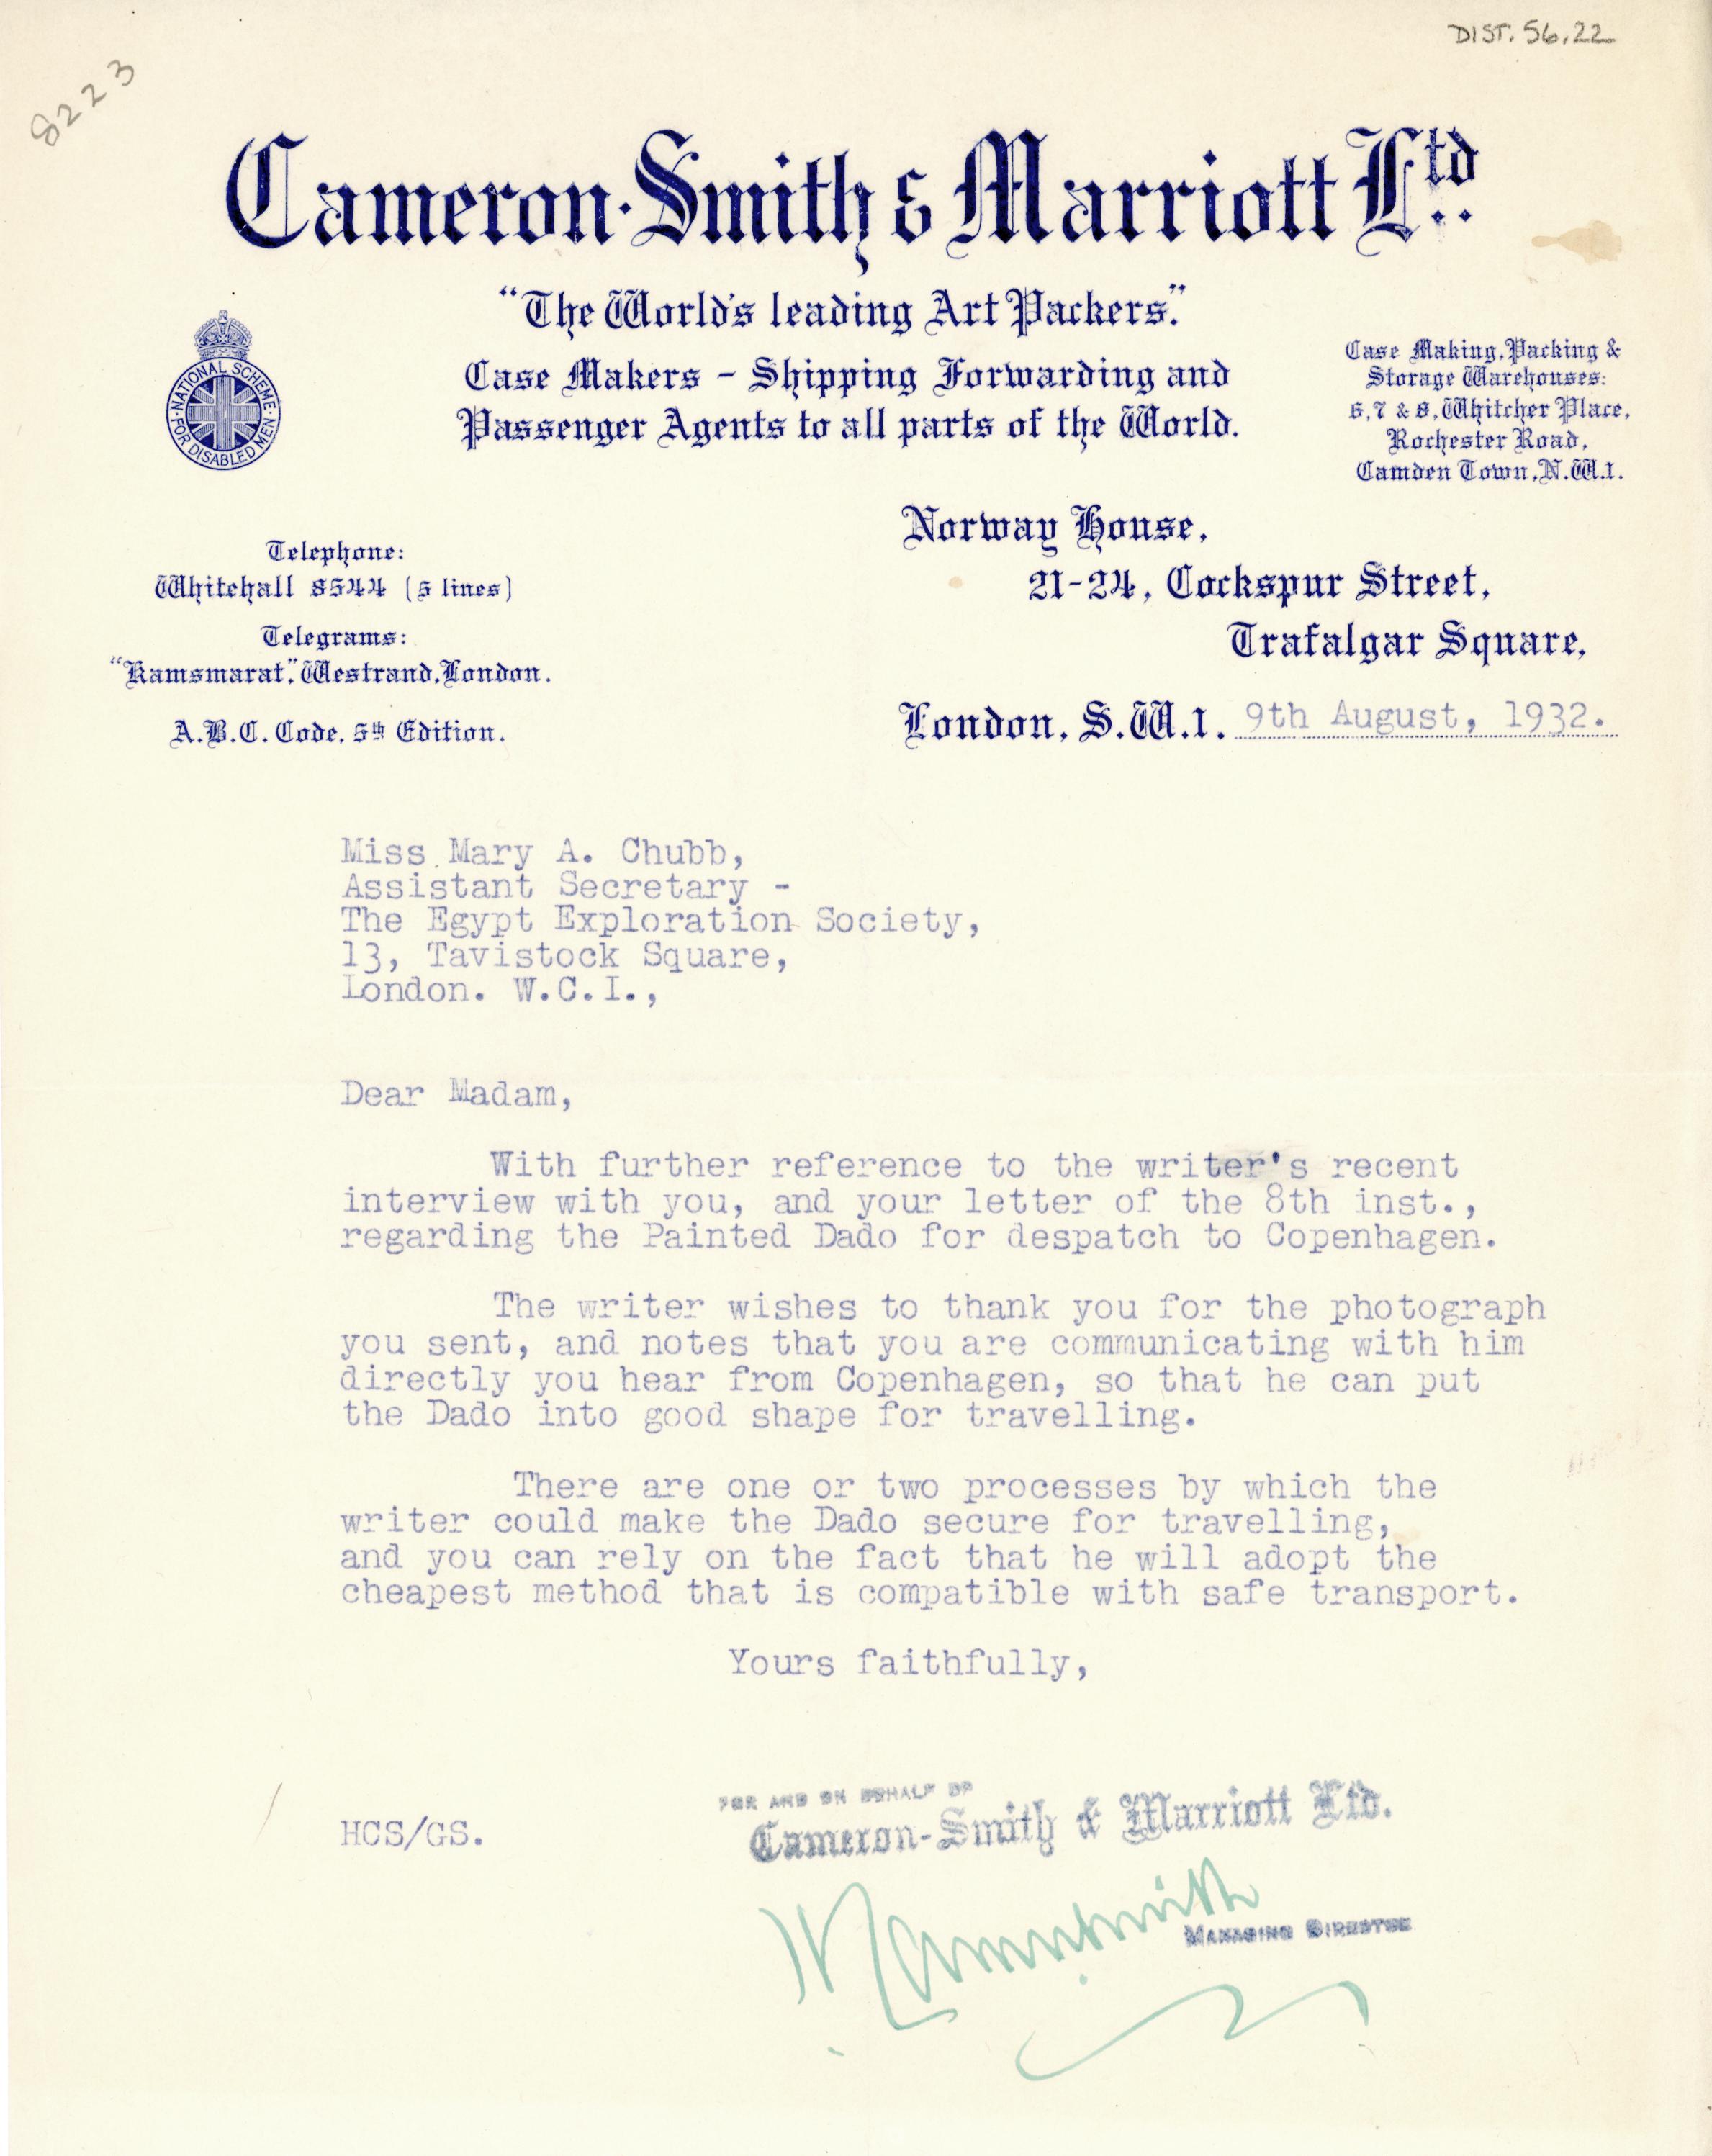 DIST. 56.22
8223
Cameron-Smith & Marriott Ltd.
"The World's leading Art Packers."
Case Makers - Shipping Forwarding and
Passenger Agents to all parts of the World.
NATIONAL SCHEME
FOR DISABLED MEN
Case Making, Packing &
Storage Warehouses:
6, 7 & 8, Whitcher Place,
Rochester Road,
Camden Town, N.W.1.
Telephone:
Whitehall 8544 (5 lines)
Telegrams:
"Kamsmarat", Westrand, London.
A.B.C. Code, 5th Edition.
Norway House,
21-24, Cockspur Street,
Trafalgar Square,
London, S.W.1. 9th August, 1932.
Miss Mary A. Chubb,
Assistant Secretary -
The Egypt Exploration Society,
13, Tavistock Square,
London. W.C.I.,
Dear Madam,
With further reference to the writer's recent
interview with you, and your letter of the 8th inst.,
regarding the Painted Dado for despatch to Copenhagen.
The writer wishes to thank you for the photograph
you sent, and notes that you are communicating with him
directly you hear from Copenhagen, so that he can put
the Dado into good shape for travelling.
There are one or two processes by which the
writer could make the Dado secure for travelling,
and you can rely on the fact that he will adopt the
cheapest method that is compatible with safe transport.
Yours faithfully,
HCS/GS.
FOR AND ON BEHALF OF
Cameron-Smith & Marriott Ltd.
MANAGING DIRECTOR